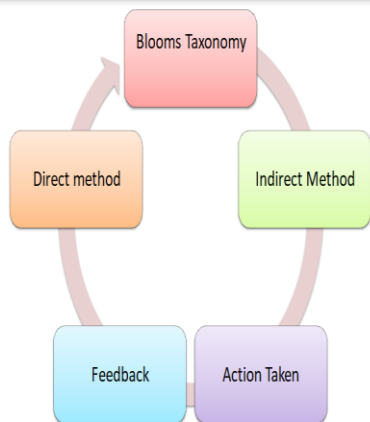 Blooms Taxonomy
Direct method
Indirect Method
Feedback
Action Taken